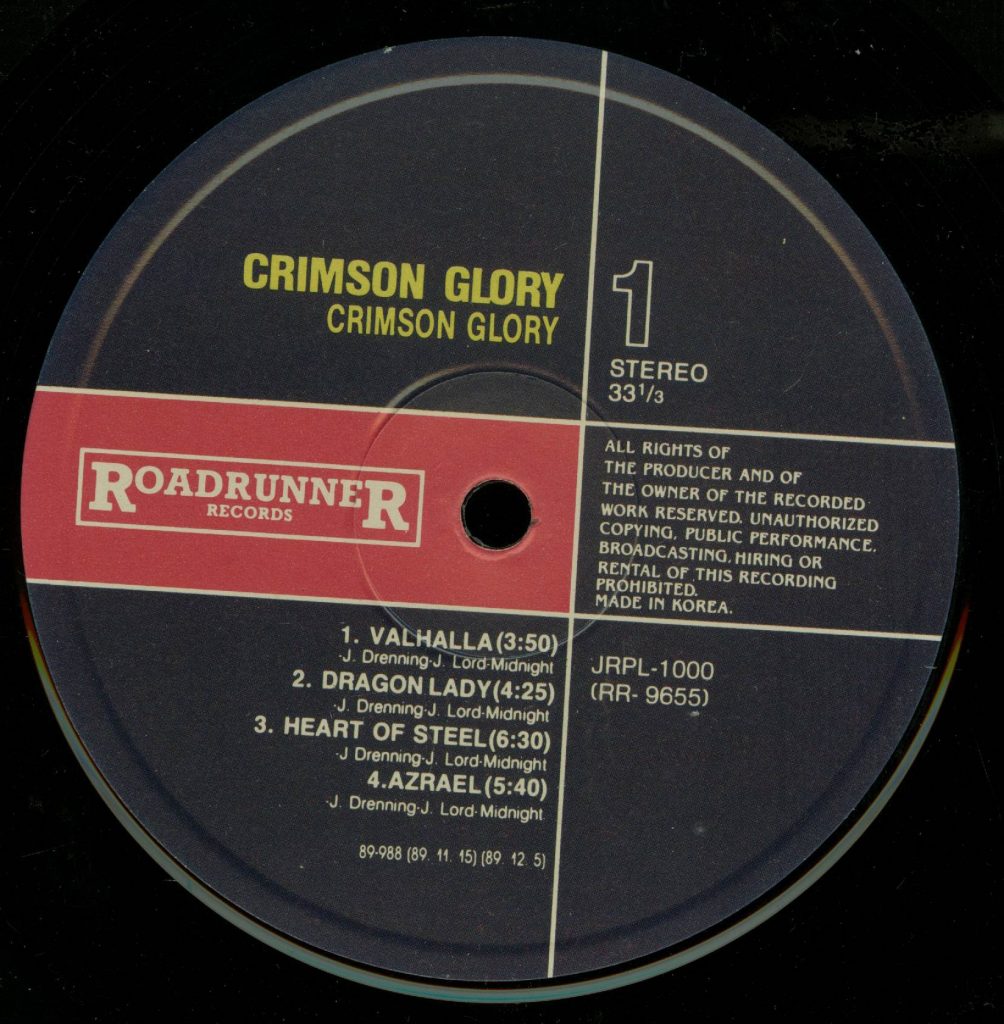 CRIMSON GLORY
CRIMSON GLORY
1
STEREO
33 1/3
ROADRUNNER
RECORDS
ALL RIGHTS OF
THE PRODUCER AND OF
THE OWNER OF THE RECORDED
WORK RESERVED. UNAUTHORIZED
COPYING, PUBLIC PERFORMANCE,
BROADCASTING, HIRING OR
RENTAL OF THIS RECORDING
PROHIBITED.
MADE IN KOREA.
1. VALHALLA(3:50)
·J. Drenning·J. Lord·Midnight
2. DRAGON LADY(4:25)
·J. Drenning·J. Lord·Midnight
3. HEART OF STEEL(6:30)
·J Drenning·J. Lord·Midnight
4.AZRAEL(5:40)
·J. Drenning·J. Lord·Midnight
89-988 (89. 11. 15) (89. 12. 5)
JRPL-1000
(RR- 9655)